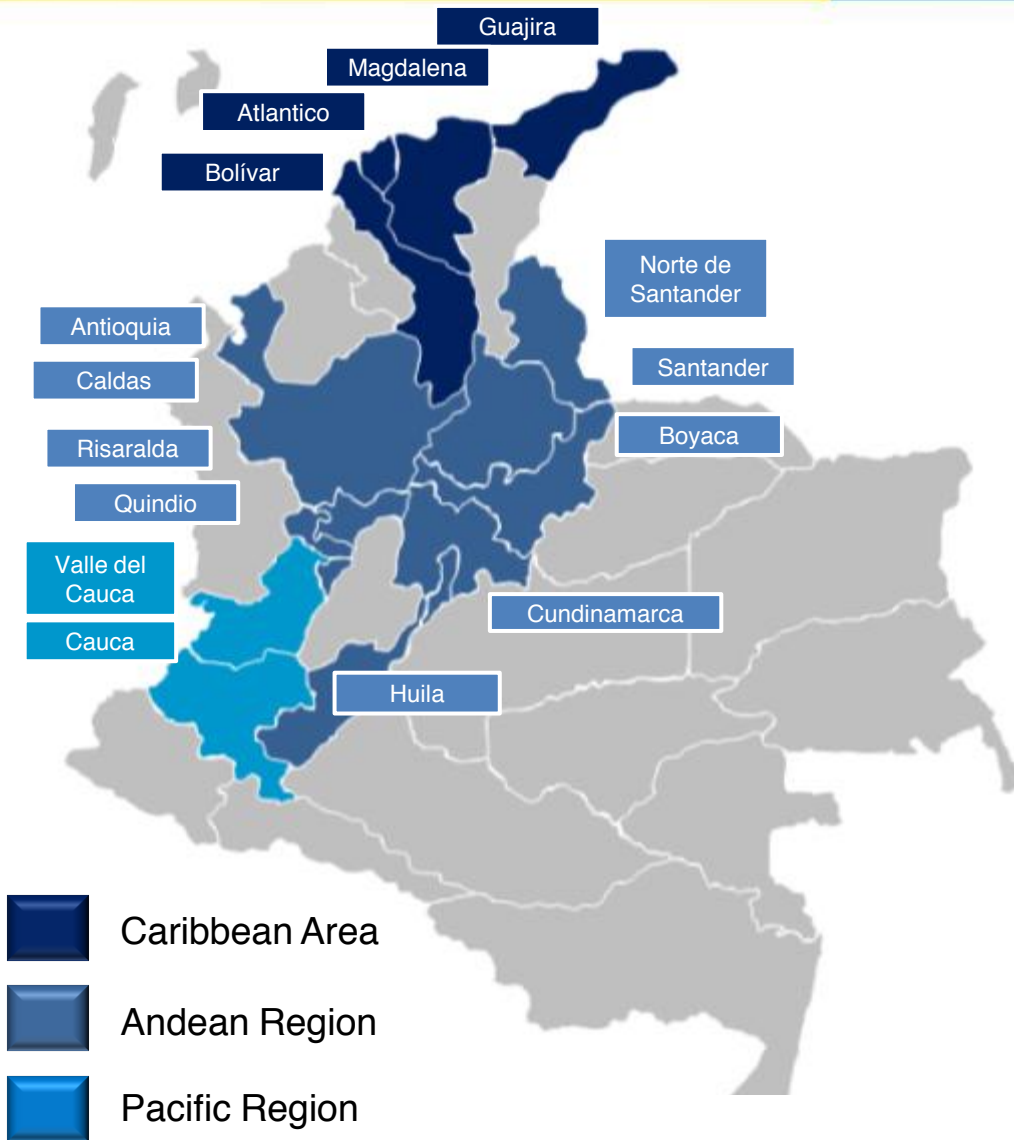 Guajira
Magdalena
Atlantico
Bolívar
Norte de
Santander
Antioquia
Santander
Caldas
Boyaca
Risaralda
Quindio
Valle del
Cauca
Cundinamarca
Cauca
Huila
Caribbean Area
Andean Region
Pacific Region